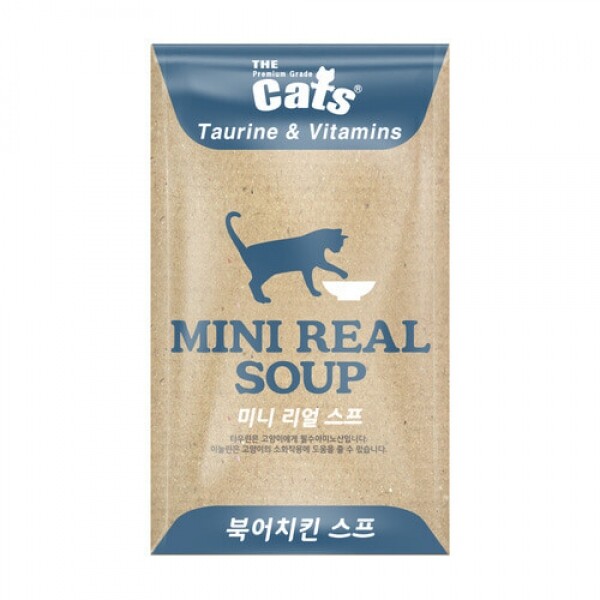 THE
Premium Grade
Cats®
Taurine & Vitamins
MINI REAL
SOUP
미니 리얼 스프
타우린은 고양이에게 필수아미노산입니다.
이눌린은 고양이의 소화작용에 도움을 줄 수 있습니다.
북어치킨 스프